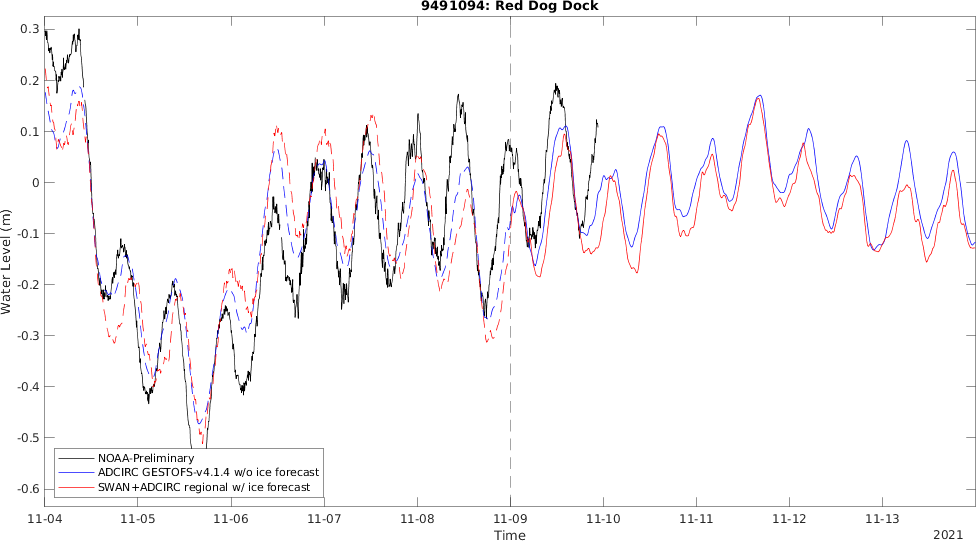 9491094: Red Dog Dock
Water Level (m)
0.3
0.2
0.1
0
-0.1
-0.2
-0.3
-0.4
-0.5
-0.6
NOAA-Preliminary
ADCIRC GESTOFS-v4.1.4 w/o ice forecast
SWAN+ADCIRC regional w/ ice forecast
11-04 11-05 11-06 11-07 11-08 11-09 11-10 11-11 11-12 11-13
Time
2021